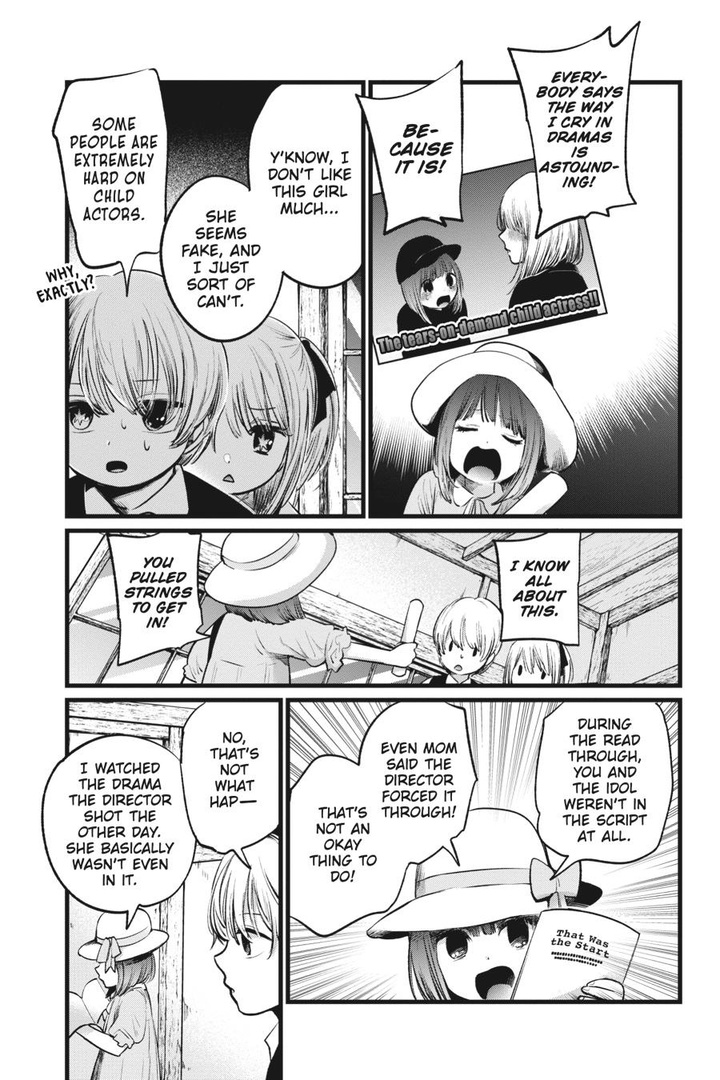 EVERY-
BODY SAYS
THE WAY
I CRY IN
DRAMAS
IS
ASTOUND-
ING!
BE-
CAUSE
IT IS!
The tears-on-demand child actress!!
Y'KNOW, I
DON'T LIKE
THIS GIRL
MUCH...
SHE
SEEMS
FAKE, AND
I JUST
SORT OF
CAN'T.
SOME
PEOPLE ARE
EXTREMELY
HARD ON
CHILD
ACTORS.
WHY,
EXACTLY?
I KNOW
ALL
ABOUT
THIS.
YOU
PULLED
STRINGS
TO GET
IN!
DURING
THE READ
THROUGH,
YOU AND
THE IDOL
WEREN'T IN
THE SCRIPT
AT ALL.
EVEN MOM
SAID THE
DIRECTOR
FORCED IT
THROUGH!
THAT'S
NOT AN
OKAY
THING TO
DO!
That Was
the Start
NO,
THAT'S
NOT
WHAT
HAP—
I WATCHED
THE DRAMA
THE DIRECTOR
SHOT THE
OTHER DAY.
SHE BASICALLY
WASN'T EVEN
IN IT.